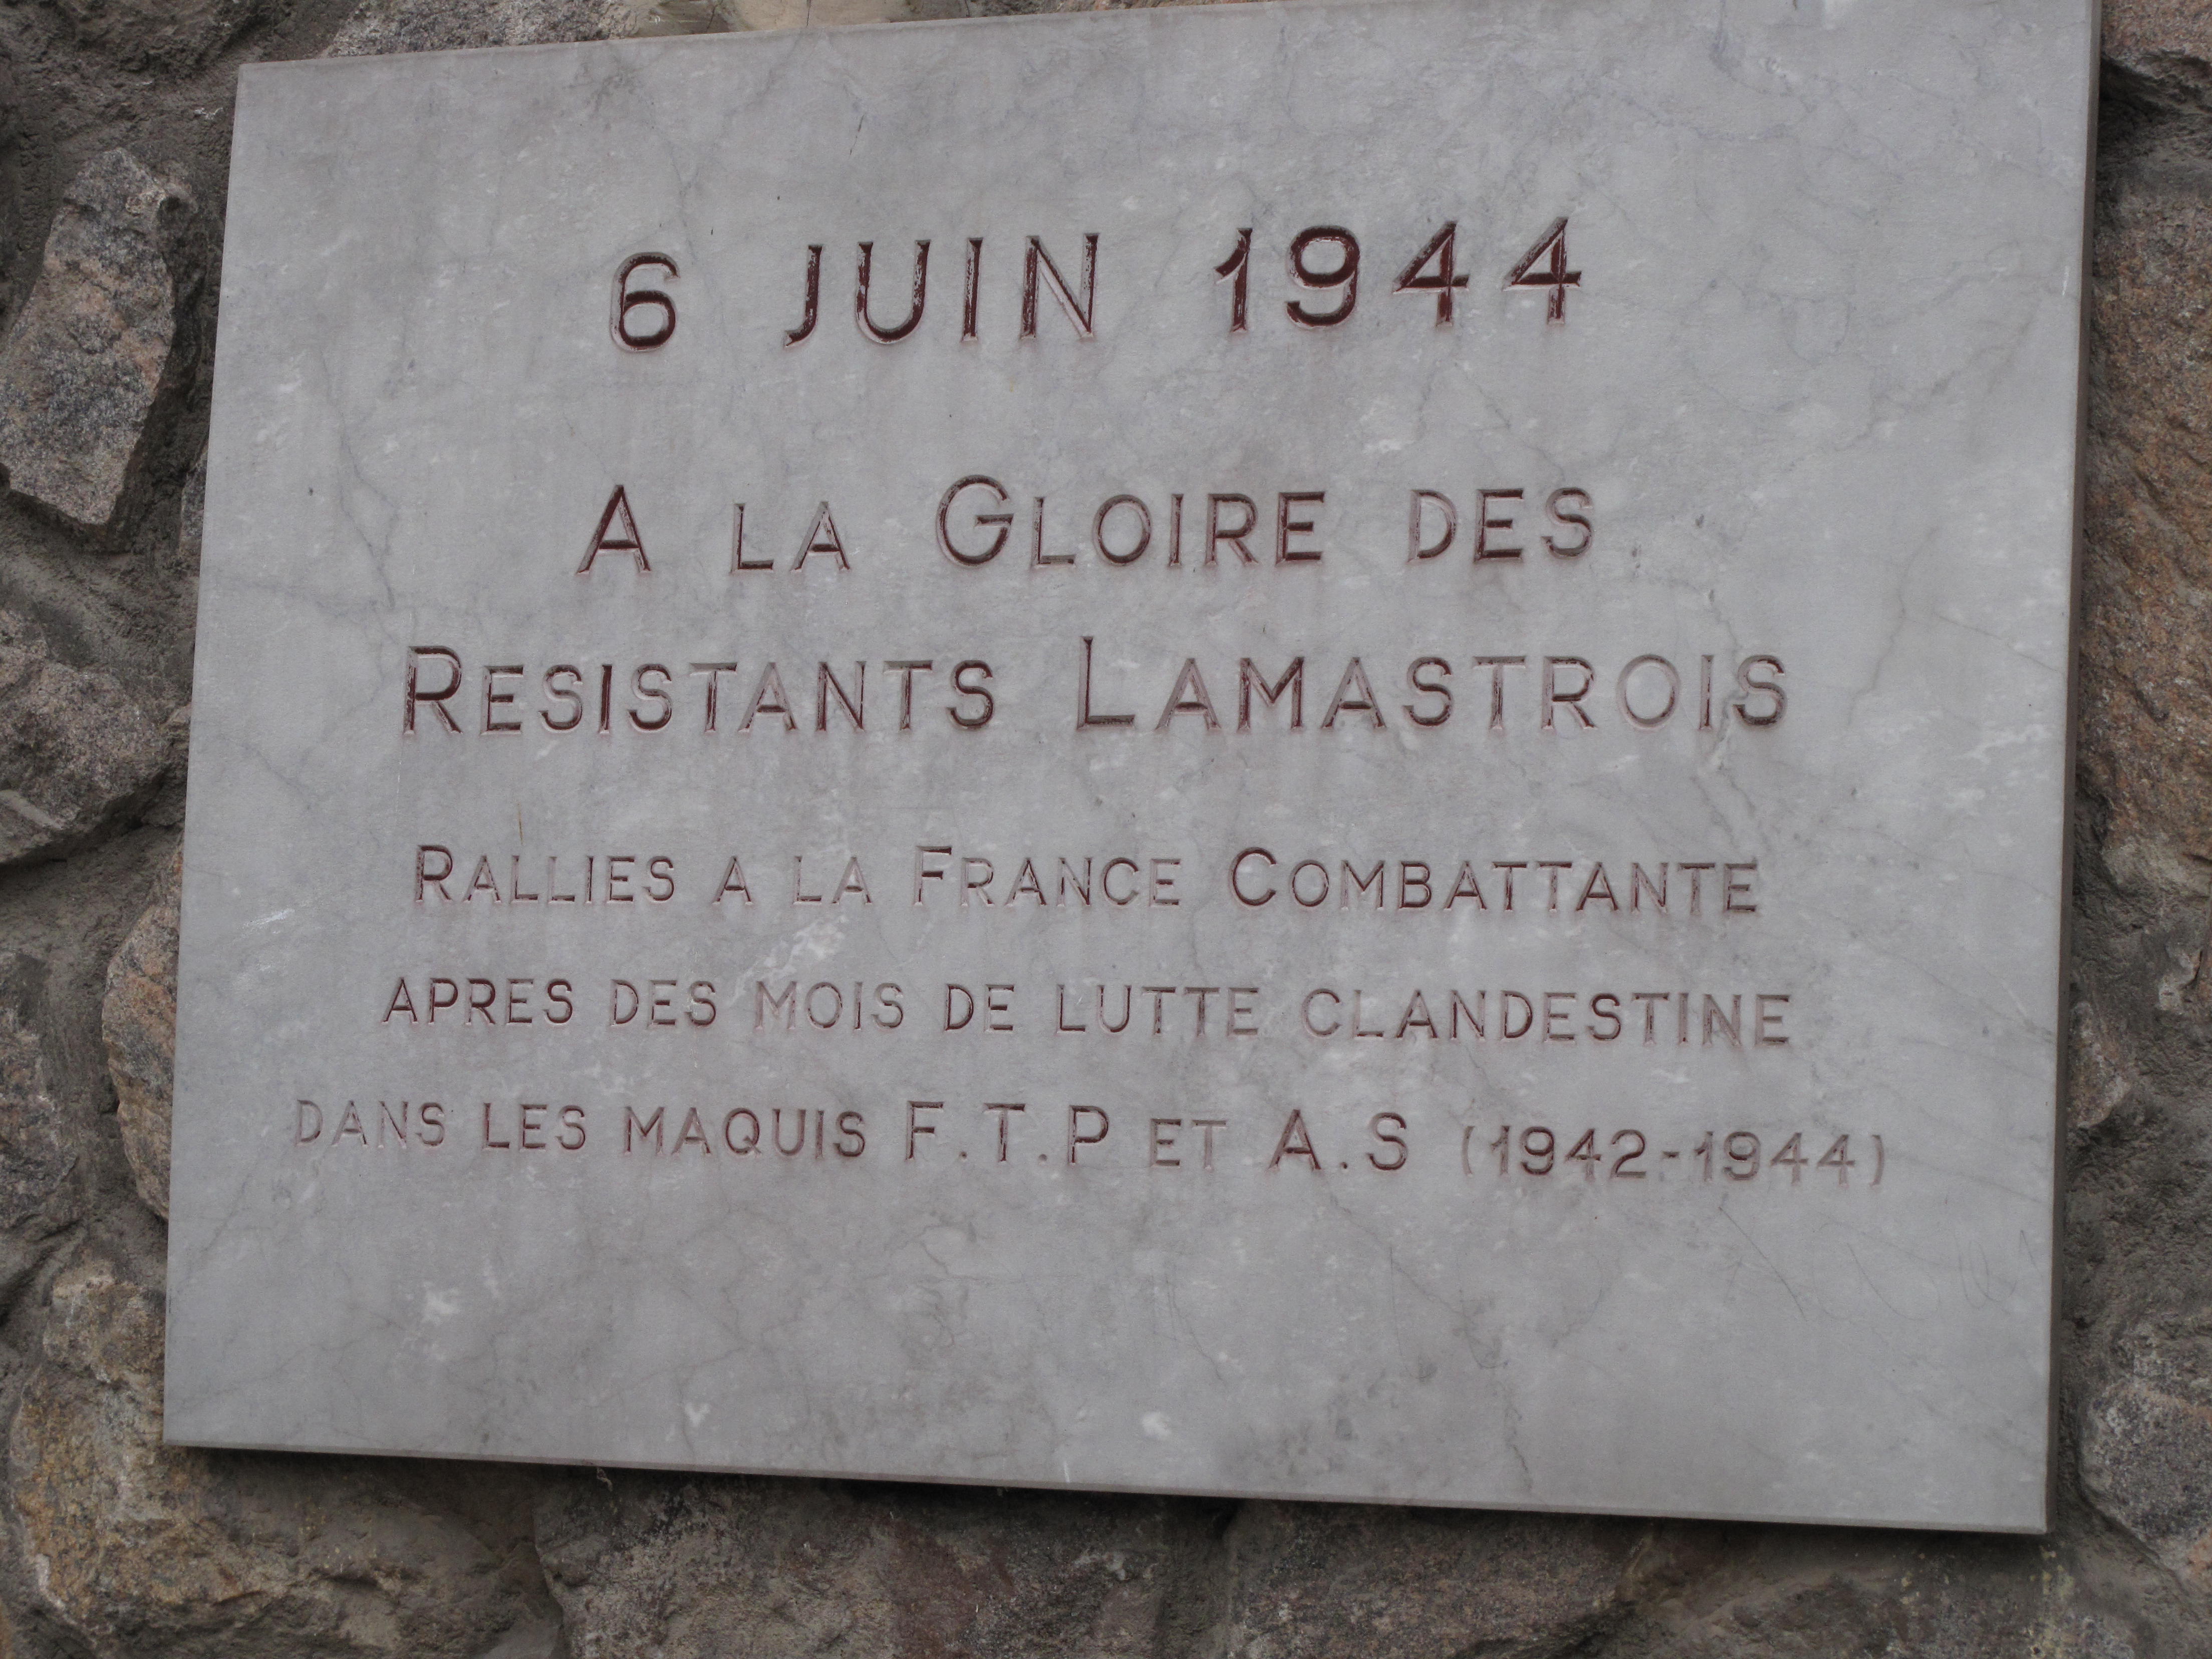 6 JUIN 1944
A LA GLOIRE DES
RESISTANTS LAMASTROIS
RALLIES A LA FRANCE COMBATTANTE
APRES DES MOIS DE LUTTE CLANDESTINE
DANS LES MAQUIS F.T.P ET A.S (1942-1944)